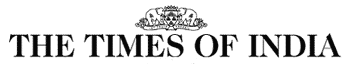 THE TIMES OF INDIA